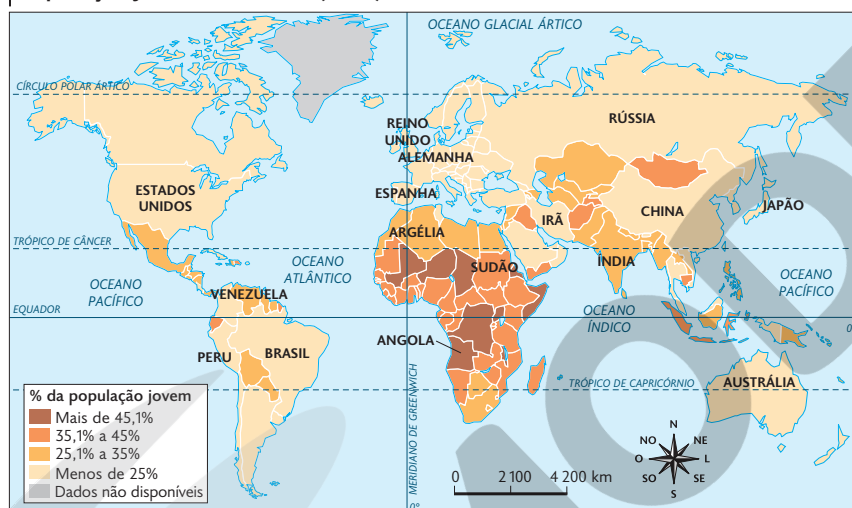 OCEANO GLACIAL ÁRTICO
CÍRCULO POLAR ÁRTICO
REINO
UNIDO
RÚSSIA
ALEMANHA
ESTADOS
UNIDOS
ESPANHA
IRÃ
CHINA
JAPÃO
ARGÉLIA
TRÓPICO DE CÂNCER
OCEANO
ATLÂNTICO
SUDÃO
ÍNDIA
OCEANO
PACÍFICO
OCEANO
PACÍFICO
VENEZUELA
EQUADOR
OCEANO
ÍNDICO
0°
ANGOLA
PERU
BRASIL
TRÓPICO DE CAPRICÓRNIO
AUSTRÁLIA
MERIDIANO DE GREENWICH
0°
% da população jovem
Mais de 45,1%
35,1% a 45%
25,1% a 35%
Menos de 25%
Dados não disponíveis
0 2 100 4 200 km
N
NO NE
O L
SO SE
S